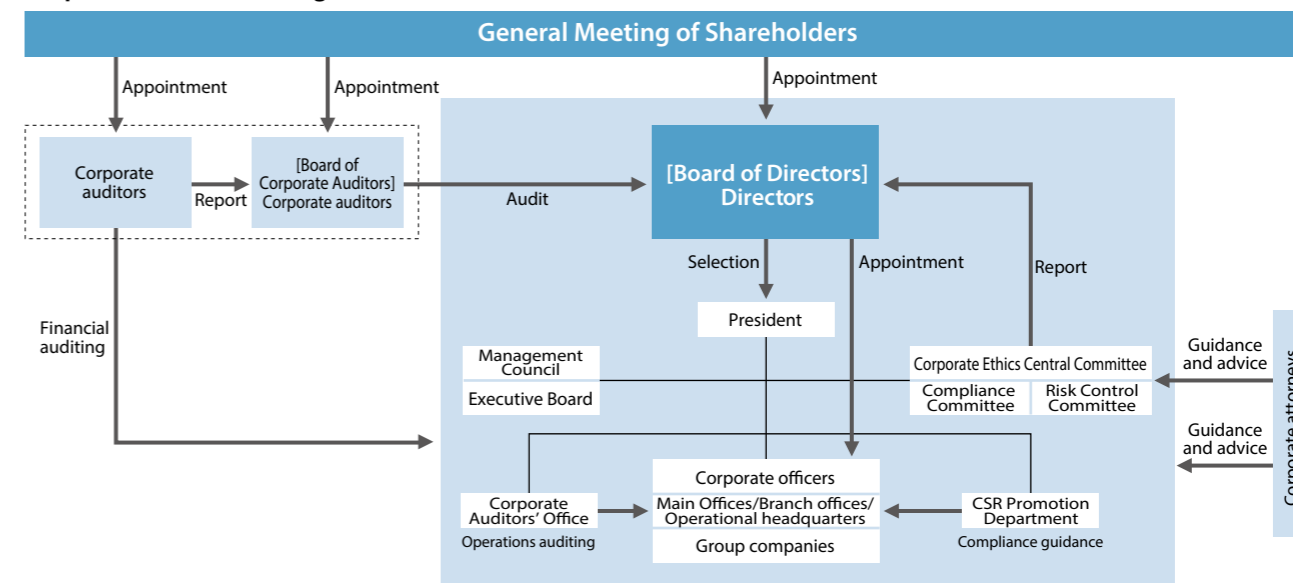 General Meeting of Shareholders
Appointment
Appointment
Appointment
Corporate
auditors
Report
[Board of
Corporate Auditors]
Corporate auditors
Audit
[Board of Directors]
Directors
Selection
Appointment
Report
Financial
auditing
President
Management
Council
Executive Board
Corporate Ethics Central Committee
Compliance
Committee
Risk Control
Committee
Guidance
and advice
Guidance
and advice
Corporate attorneys
Corporate officers
Corporate
Auditors' Office
Operations auditing
Main Offices/Branch offices/
Operational headquarters
Group companies
CSR Promotion
Department
Compliance guidance